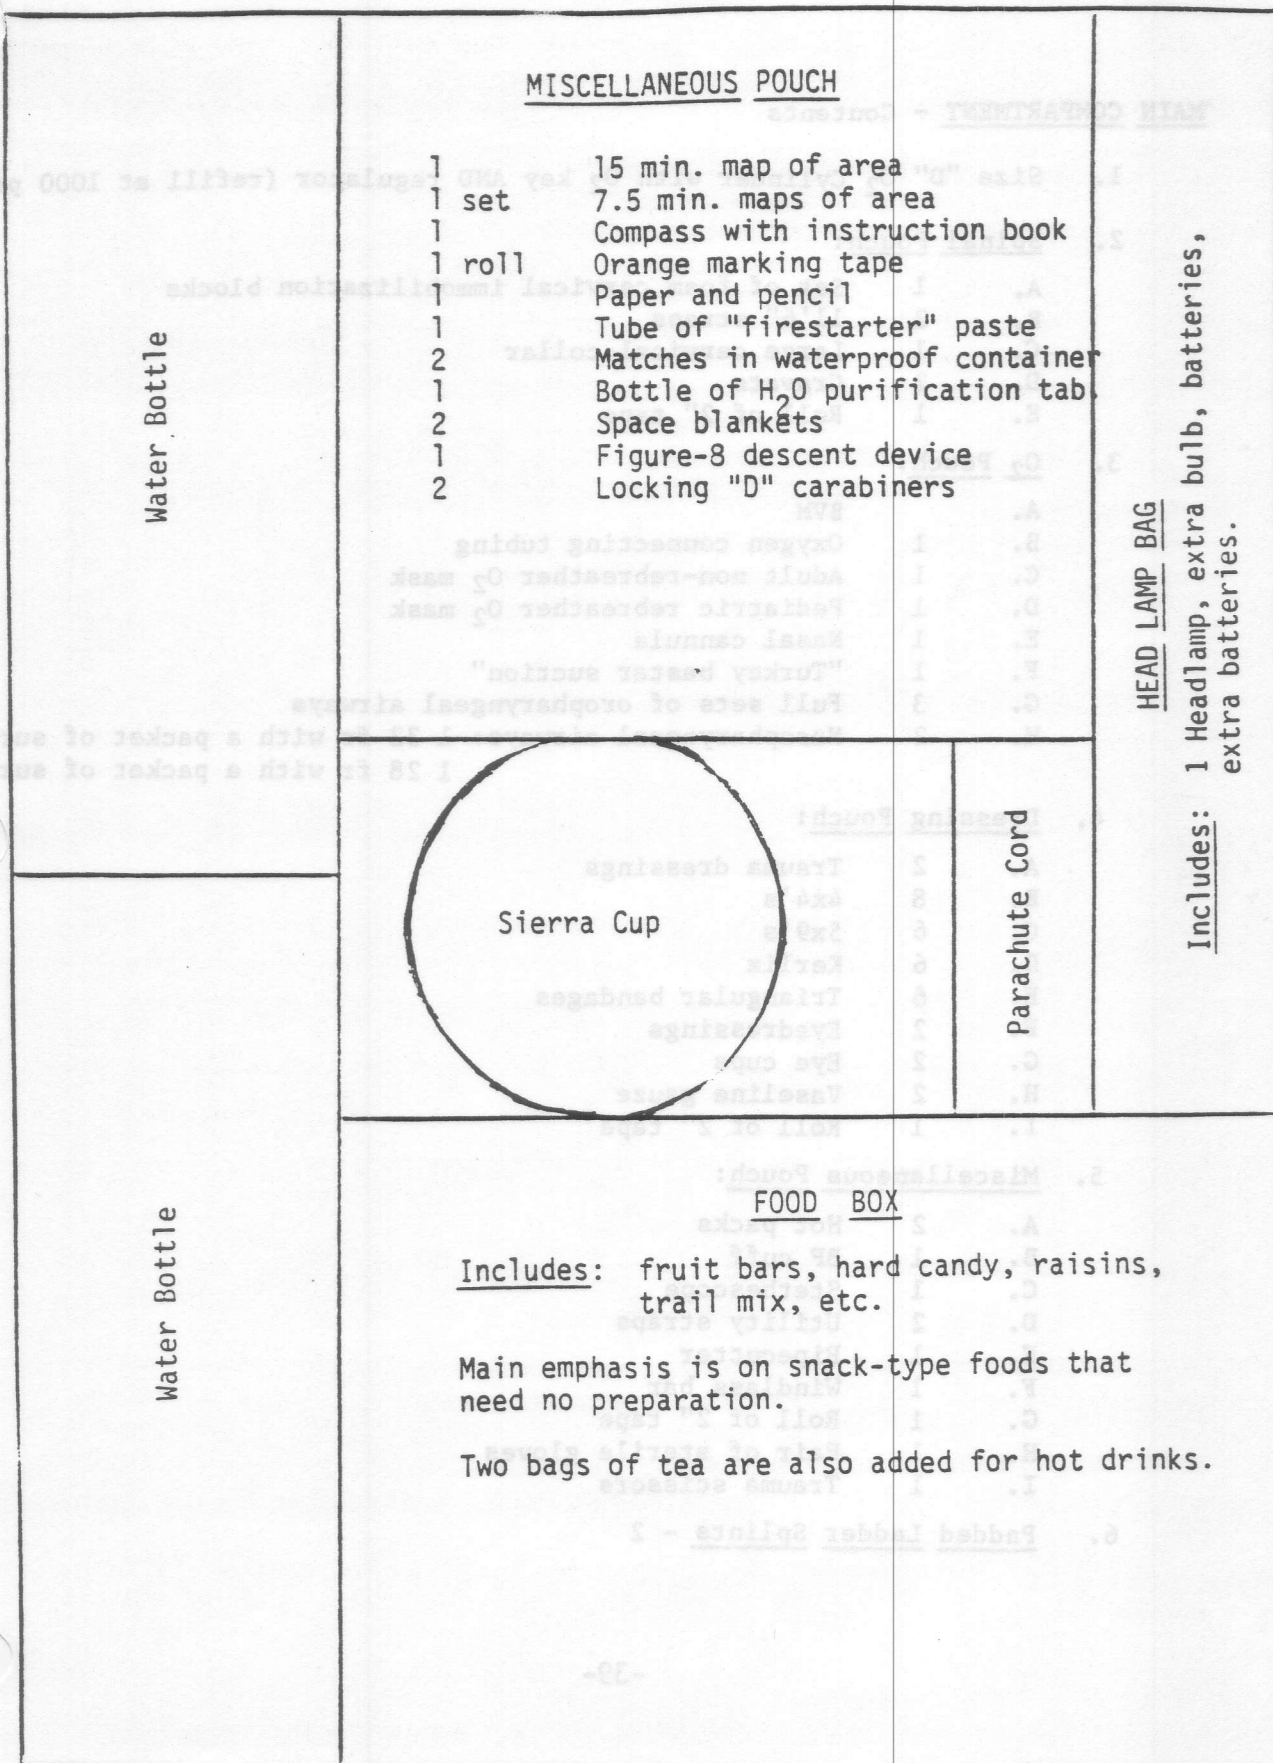 MISCELLANEOUS POUCH
1 15 min. map of area
1 set 7.5 min. maps of area
1 Compass with instruction book
1 roll Orange marking tape
1 Paper and pencil
1 Tube of "firestarter" paste
2 Matches in waterproof container
1 Bottle of H2O purification tab.
2 Space blankets
1 Figure-8 descent device
2 Locking "D" carabiners
Water Bottle
HEAD LAMP BAG
Includes: 1 Headlamp, extra bulb, batteries,
extra batteries.
Sierra Cup
Parachute Cord
Water Bottle
FOOD BOX
Includes: fruit bars, hard candy, raisins,
trail mix, etc.
Main emphasis is on snack-type foods that
need no preparation.
Two bags of tea are also added for hot drinks.